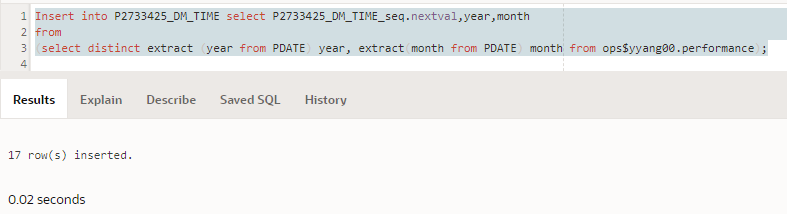 1 Insert into P2733425_DM_TIME select P2733425_DM_TIME_seq.nextval,year,month
2 from
3 (select distinct extract (year from PDATE) year, extract(month from PDATE) month from ops$yyang00.performance);
4
Results Explain Describe Saved SQL History
17 row(s) inserted.
0.02 seconds